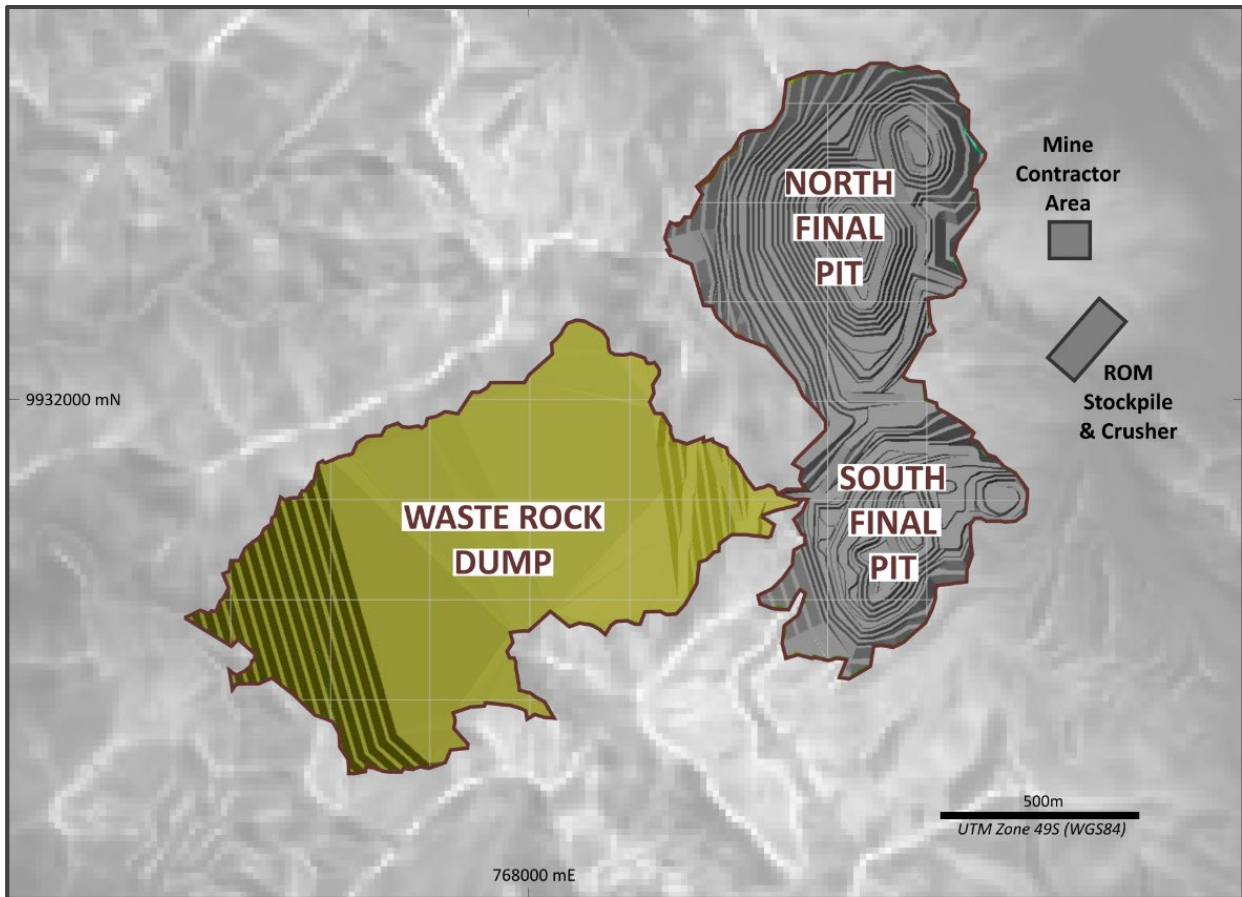 Mine
Contractor
Area
NORTH
FINAL
PIT
9932000 mN
ROM
Stockpile
& Crusher
SOUTH
FINAL
PIT
WASTE ROCK
DUMP
500m
UTM Zone 49S (WGS84)
768000 mE